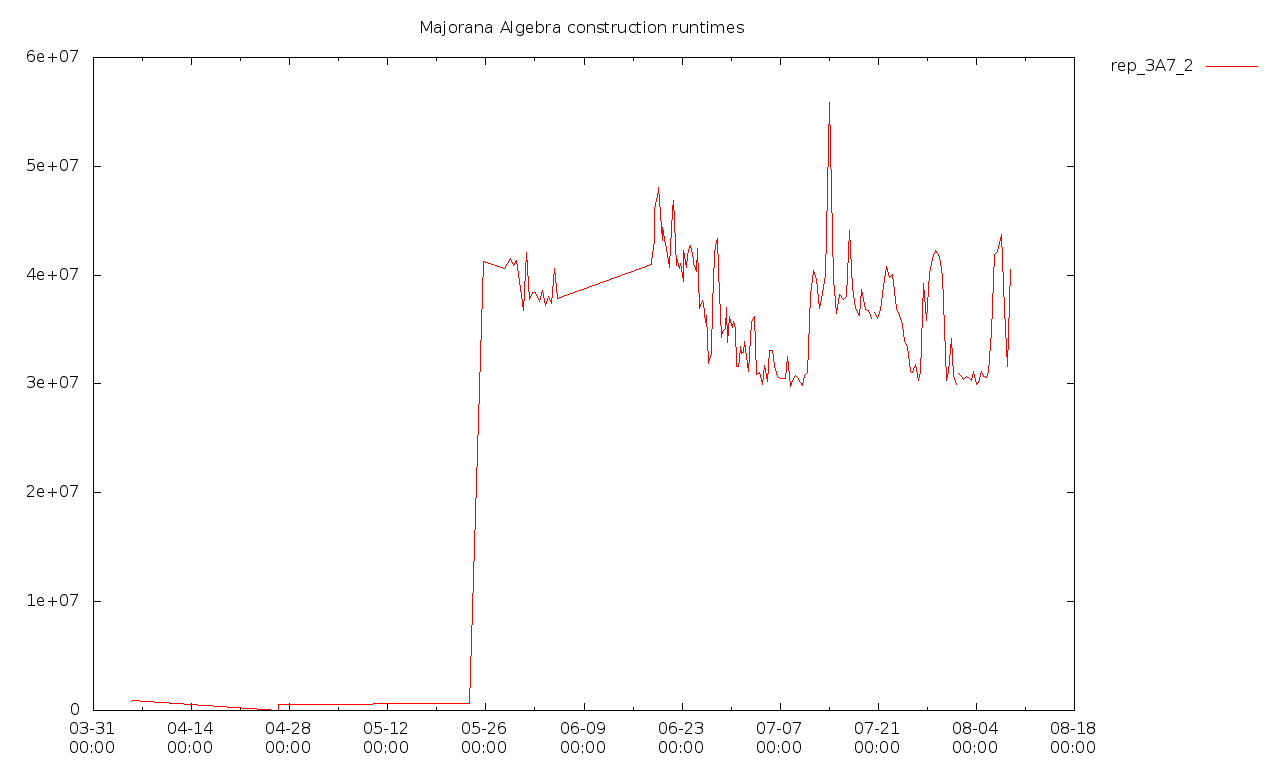 Majorana Algebra construction runtimes
rep_3A7_2
6e+07
5e+07
4e+07
3e+07
2e+07
1e+07
0
03-31 04-14 04-28 05-12 05-26 06-09 06-23 07-07 07-21 08-04 08-18
00:00 00:00 00:00 00:00 00:00 00:00 00:00 00:00 00:00 00:00 00:00